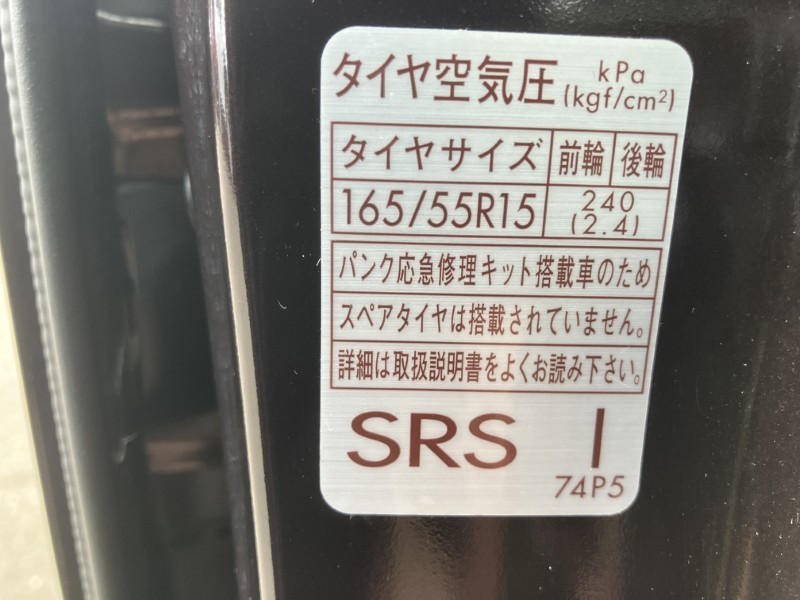 タイヤ空気圧 kPa
(kgf/cm²)
タイヤサイズ 前輪 後輪
165/55R15 240
(2.4)
パンク応急修理キット搭載車のため
スペアタイヤは搭載されていません。
詳細は取扱説明書をよくお読み下さい。
SRS I
74P5